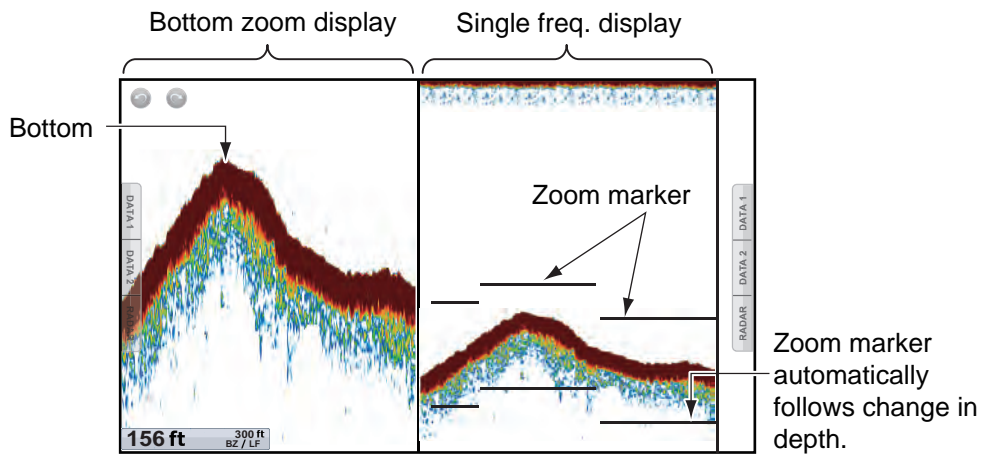 Bottom zoom display
Single freq. display
Bottom
Zoom marker
DATA 1
DATA 2
RADAR
DATA 1
DATA 2
RADAR
Zoom marker
automatically
follows change in
depth.
156 ft
300 ft
BZ / LF